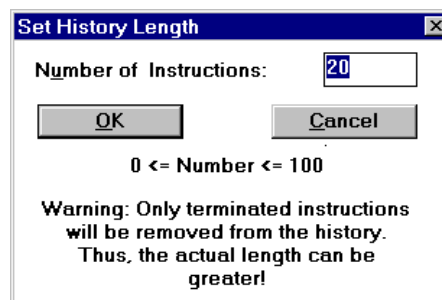 Set History Length
Number of Instructions: 20
OK Cancel
0 <= Number <= 100
Warning: Only terminated instructions
will be removed from the history.
Thus, the actual length can be
greater!